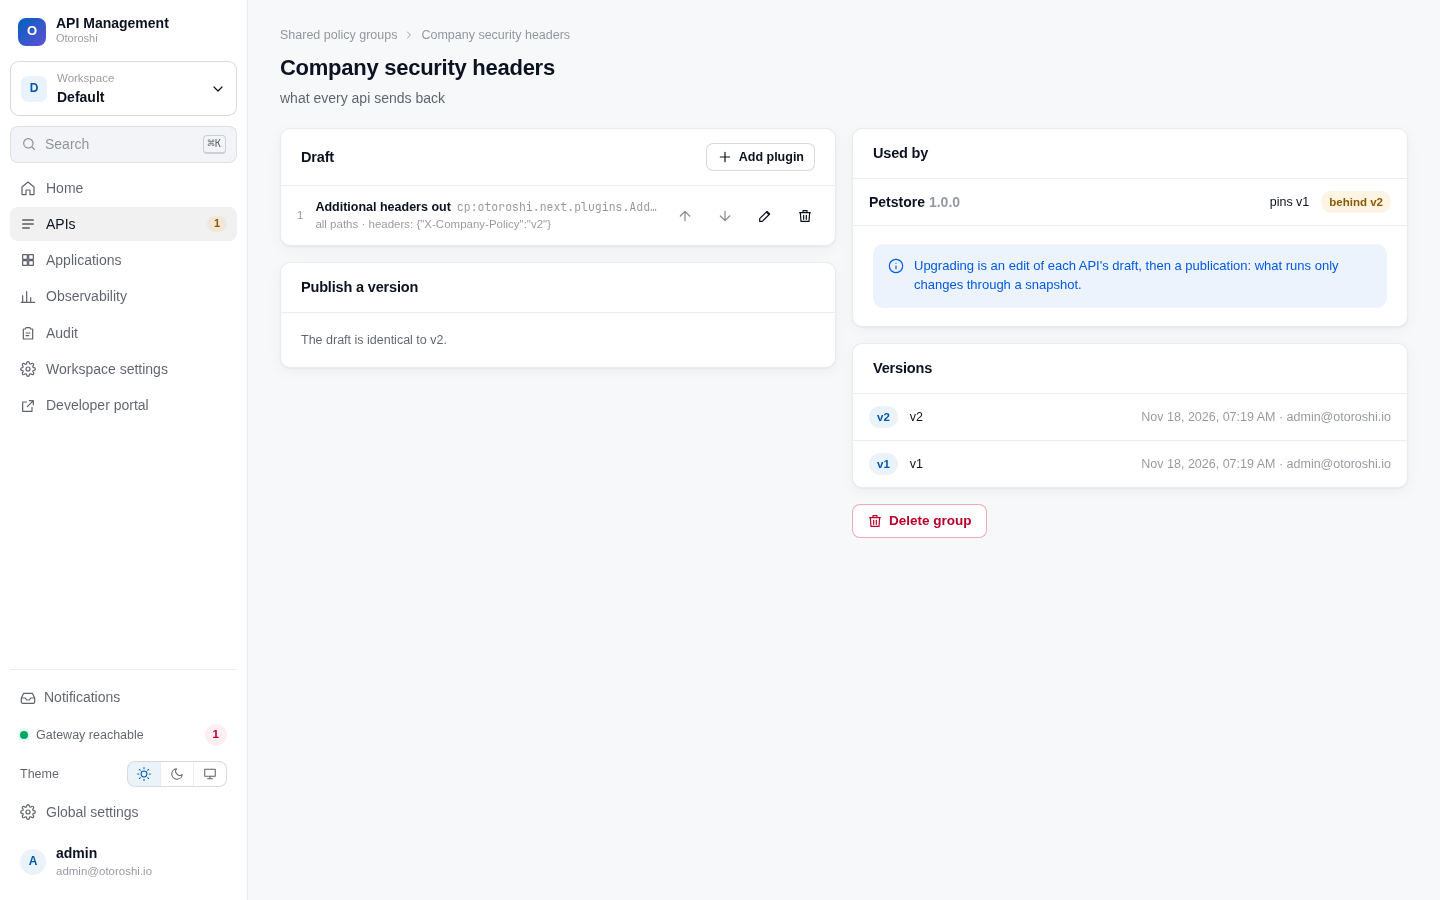 O
API Management
Otoroshi
D
Workspace
Default
Search
⌘K
Home
APIs
1
Applications
Observability
Audit
Workspace settings
Developer portal
Notifications
Gateway reachable
1
Theme
Global settings
A
admin
admin@otoroshi.io
Shared policy groups
Company security headers
Company security headers
what every api sends back
Draft
Add plugin
1
Additional headers out cp:otoroshi.next.plugins.Add…
all paths · headers: {"X-Company-Policy":"v2"}
Publish a version
The draft is identical to v2.
Used by
Petstore 1.0.0
pins v1
behind v2
Upgrading is an edit of each API's draft, then a publication: what runs only
changes through a snapshot.
Versions
v2
v2
Nov 18, 2026, 07:19 AM · admin@otoroshi.io
v1
v1
Nov 18, 2026, 07:19 AM · admin@otoroshi.io
Delete group